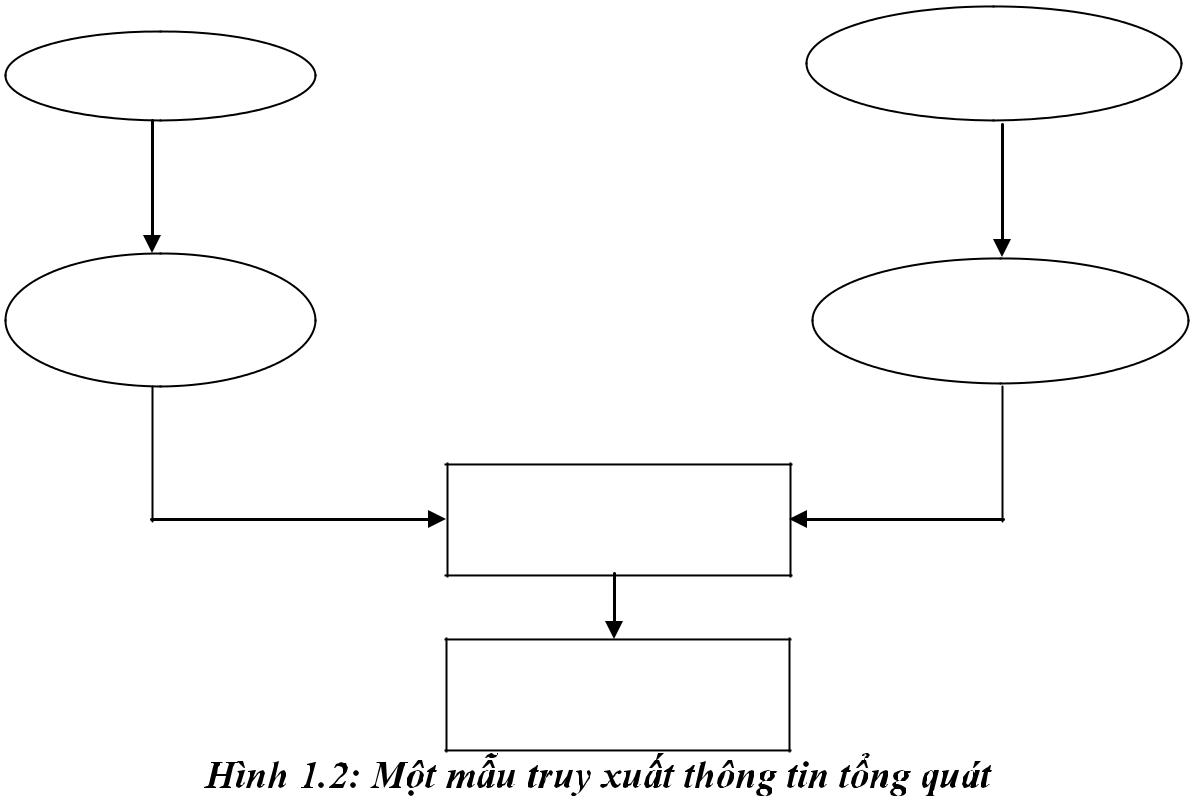 Hình 1.2: Một mẫu truy xuất thông tin tổng quát